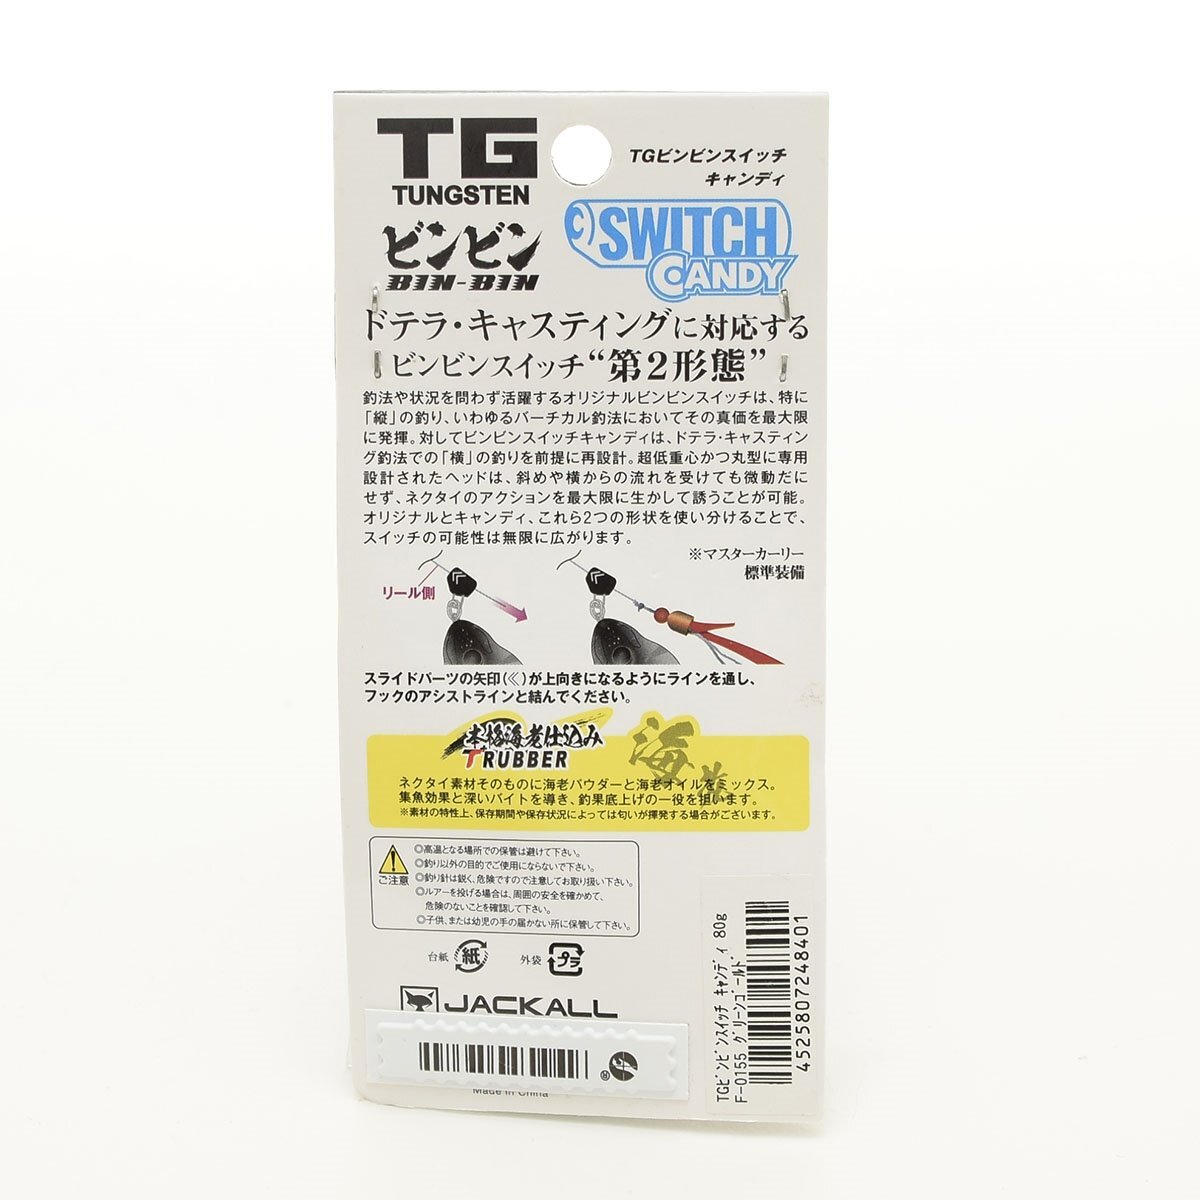 TG
TUNGSTEN
ビンビン
BIN-BIN
TGビンビンスイッチ
キャンディ
SWITCH
CANDY
ドテラ・キャスティングに対応する
ビンビンスイッチ“第2形態”
釣法や状況を問わず活躍するオリジナルビンビンスイッチは、特に
「縦」の釣り、いわゆるバーチカル釣法においてその真価を最大限
に発揮。対してビンビンスイッチキャンディは、ドテラ・キャスティン
グ釣法での「横」の釣りを前提に再設計。超低重心かつ丸型に専用
設計されたヘッドは、斜めや横からの流れを受けても微動だに
せず、ネクタイのアクションを最大限に生かして誘うことが可能。
オリジナルとキャンディ、これら2つの形状を使い分けることで、
スイッチの可能性は無限に広がります。
※マスターカーリー
標準装備
リール側
スライドパーツの矢印(≪)が上向きになるようにラインを通し、
フックのアシストラインと結んでください。
本格海老仕込み
T RUBBER
海老
ネクタイ素材そのものに海老パウダーと海老オイルをミックス。
集魚効果と深いバイトを導き、釣果底上げの一役を担います。
※素材の特性上、保存期間や保存状況によっては匂いが揮発する場合がございます。
ご注意
◎高温となる場所での保管は避けて下さい。
◎釣り以外の目的でご使用にならないで下さい。
◎釣り針は鋭く、危険ですので注意してお取り扱い下さい。
◎ルアーを投げる場合は、周囲の安全を確かめて、
危険のないことを確認して下さい。
◎子供、または幼児の手の届かない所に保管して下さい。
台紙 紙 外袋 プラ
JACKALL
®
Made in China
TGビンビンスイッチ キャンディ 80g
F-0155 グリーンゴールド
4525807248401